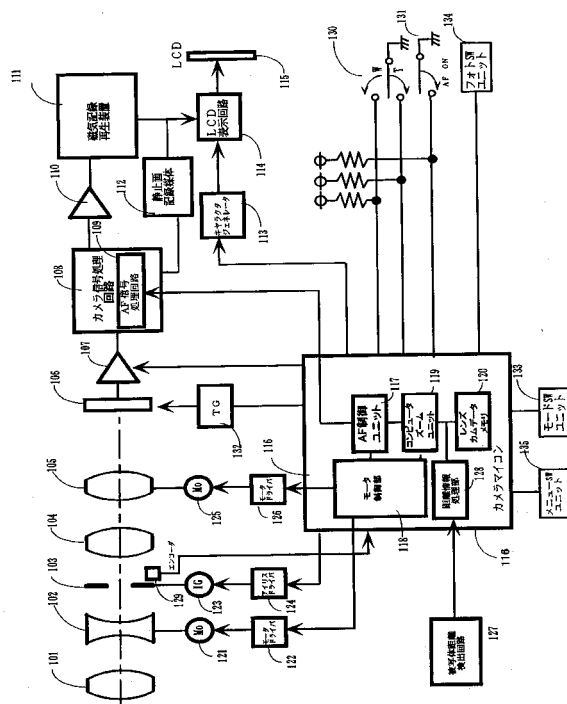 101
102
103
104
105
106
107
108
カメラ信号処理
回路
109
AF信号
処理回路
110
111
磁気記録
再生装置
112
静止画
記録媒体
113
キャラクタ
ジェネレータ
114
LCD
表示回路
LCD
115
エンコーダ
129
Mo
121
モータ
ドライバ
122
IG
123
アイリス
ドライバ
124
Mo
125
モータ
ドライバ
126
TG
132
116
AF制御
ユニット
117
モータ
制御部
118
コンピュータ
ズームユニット
119
レンズ
カムデータ
メモリ
120
距離情報
処理部
128
カメラマイコン
116
被写体距離
検出回路
127
130
W
T
131
AF ON
フォトSW
ユニット
134
モードSW
ユニット
133
メニューSW
ユニット
135